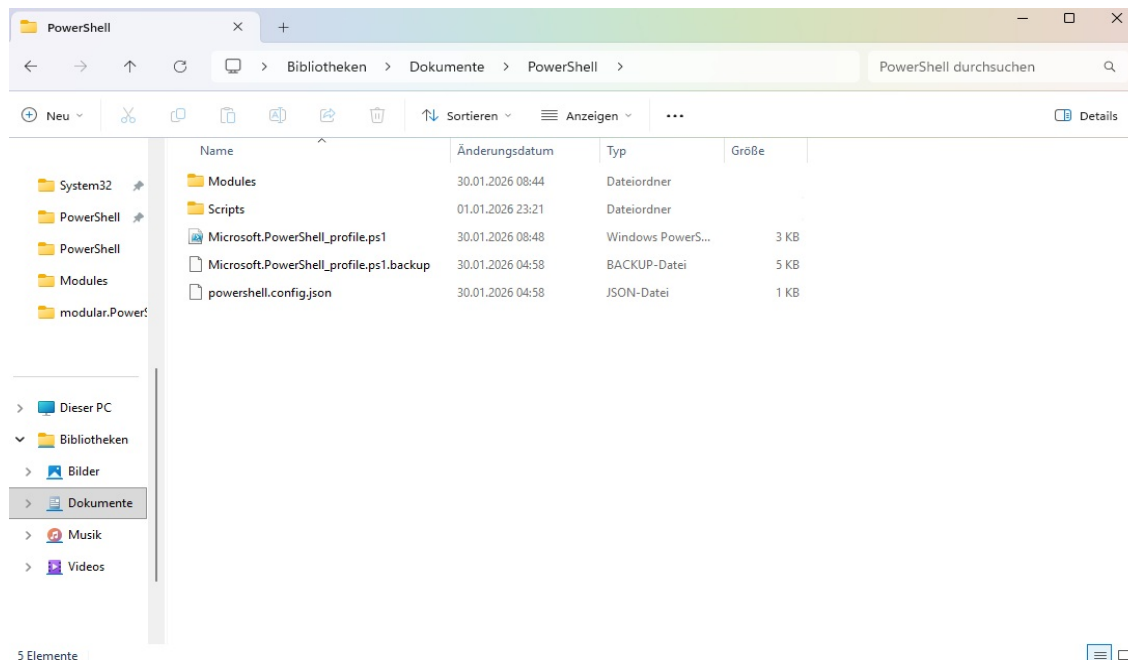 PowerShell
Bibliotheken > Dokumente > PowerShell >
PowerShell durchsuchen
Neu
Sortieren
Anzeigen
Details
Name Änderungsdatum Typ Größe
System32
PowerShell
PowerShell
Modules
modular.PowerS
Dieser PC
Bibliotheken
Bilder
Dokumente
Musik
Videos
Modules 30.01.2026 08:44 Dateiordner
Scripts 01.01.2026 23:21 Dateiordner
Microsoft.PowerShell_profile.ps1 30.01.2026 08:48 Windows PowerS... 3 KB
Microsoft.PowerShell_profile.ps1.backup 30.01.2026 04:58 BACKUP-Datei 5 KB
powershell.config.json 30.01.2026 04:58 JSON-Datei 1 KB
5 Elemente